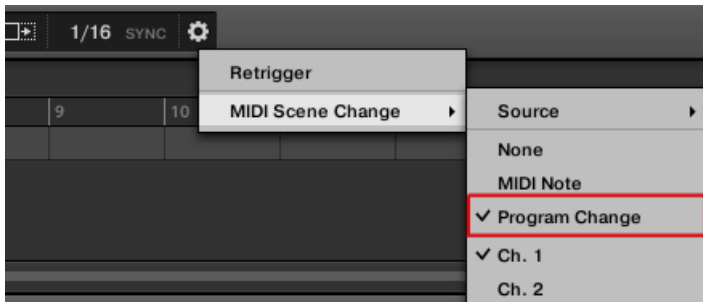 1/16 SYNC
Retrigger
9 10 MIDI Scene Change
Source
None
MIDI Note
Program Change
Ch. 1
Ch. 2